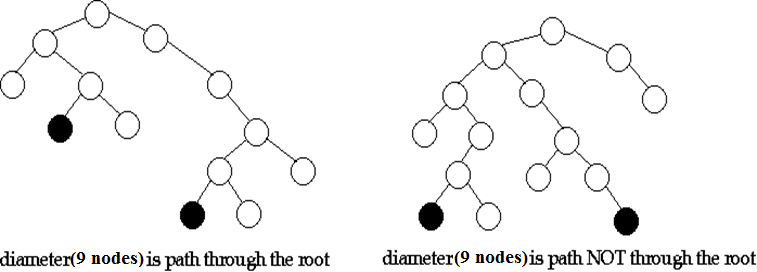 diameter(9 nodes) is path through the root
diameter(9 nodes) is path NOT through the root